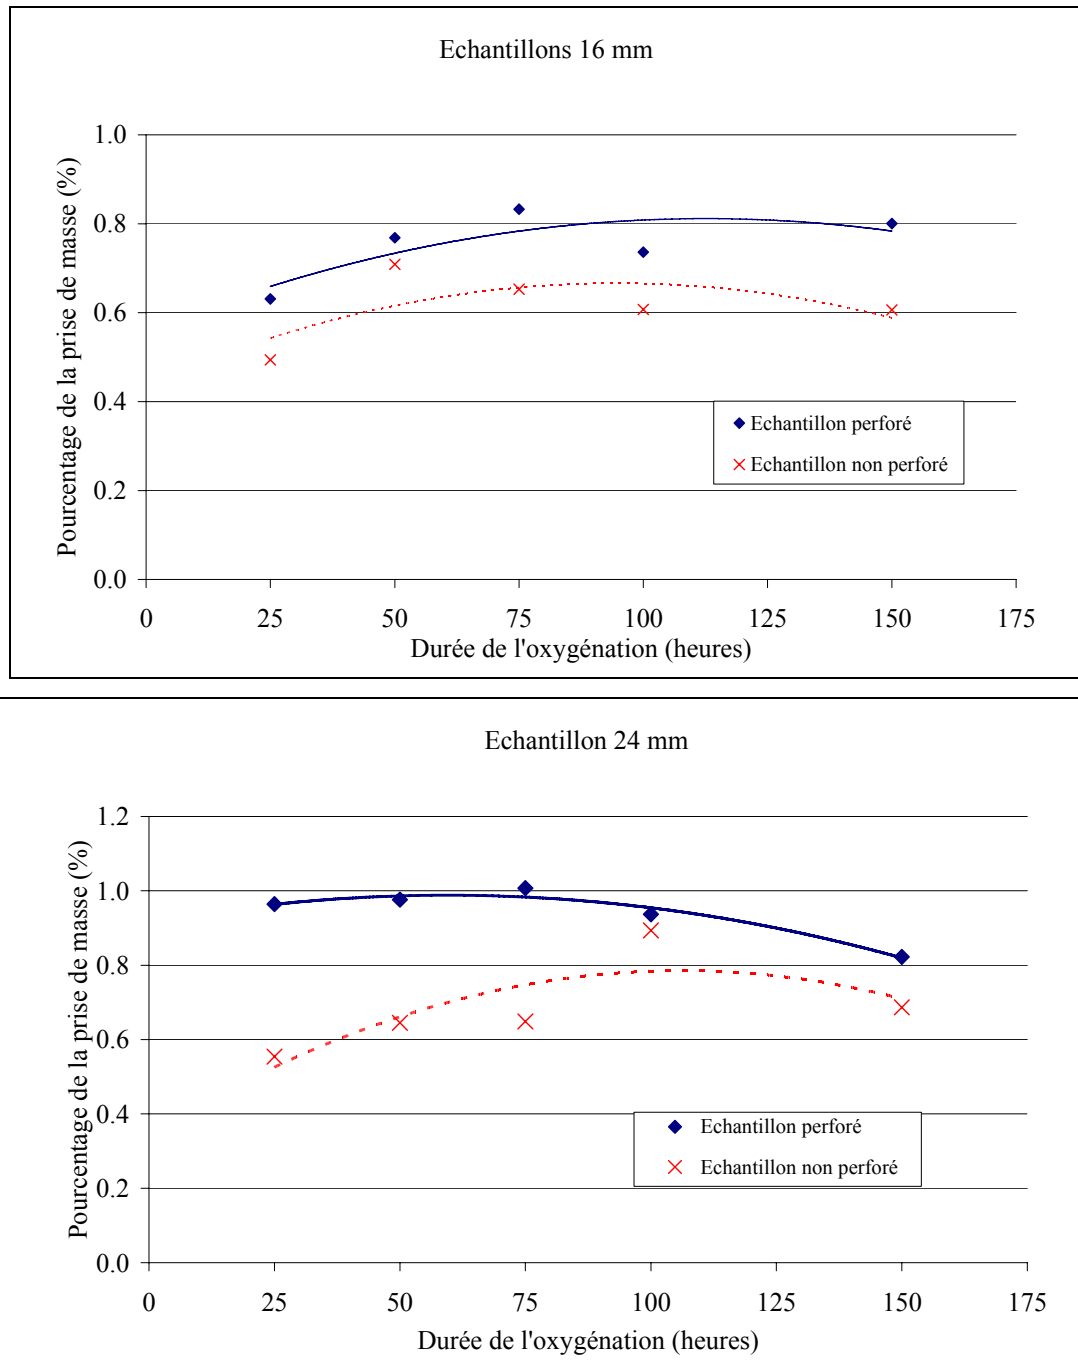 Echantillons 16 mm
Pourcentage de la prise de masse (%)
1.0
0.8
0.6
0.4
0.2
0.0
Echantillon perforé
Echantillon non perforé
0 25 50 75 100 125 150 175
Durée de l'oxygénation (heures)
Echantillon 24 mm
Pourcentage de la prise de masse (%)
1.2
1.0
0.8
0.6
0.4
0.2
0.0
Echantillon perforé
Echantillon non perforé
0 25 50 75 100 125 150 175
Durée de l'oxygénation (heures)